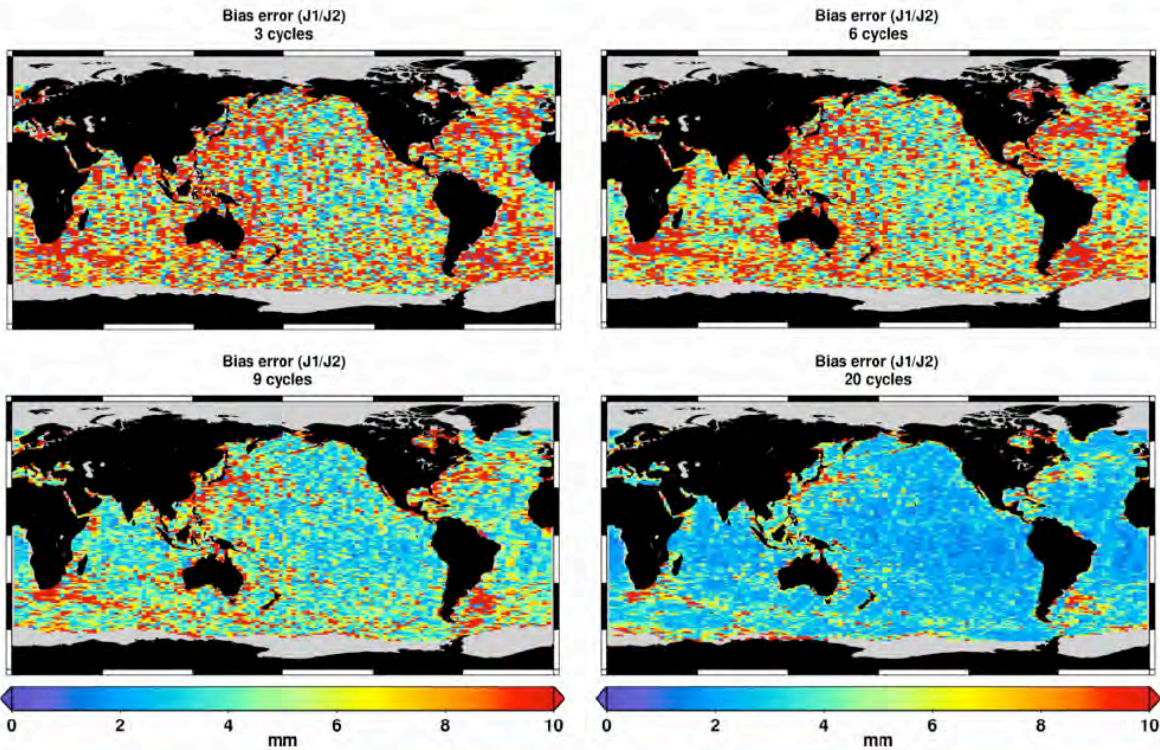 Bias error (J1/J2)
3 cycles
Bias error (J1/J2)
6 cycles
Bias error (J1/J2)
9 cycles
Bias error (J1/J2)
20 cycles
0 2 4 6 8 10
mm
0 2 4 6 8 10
mm